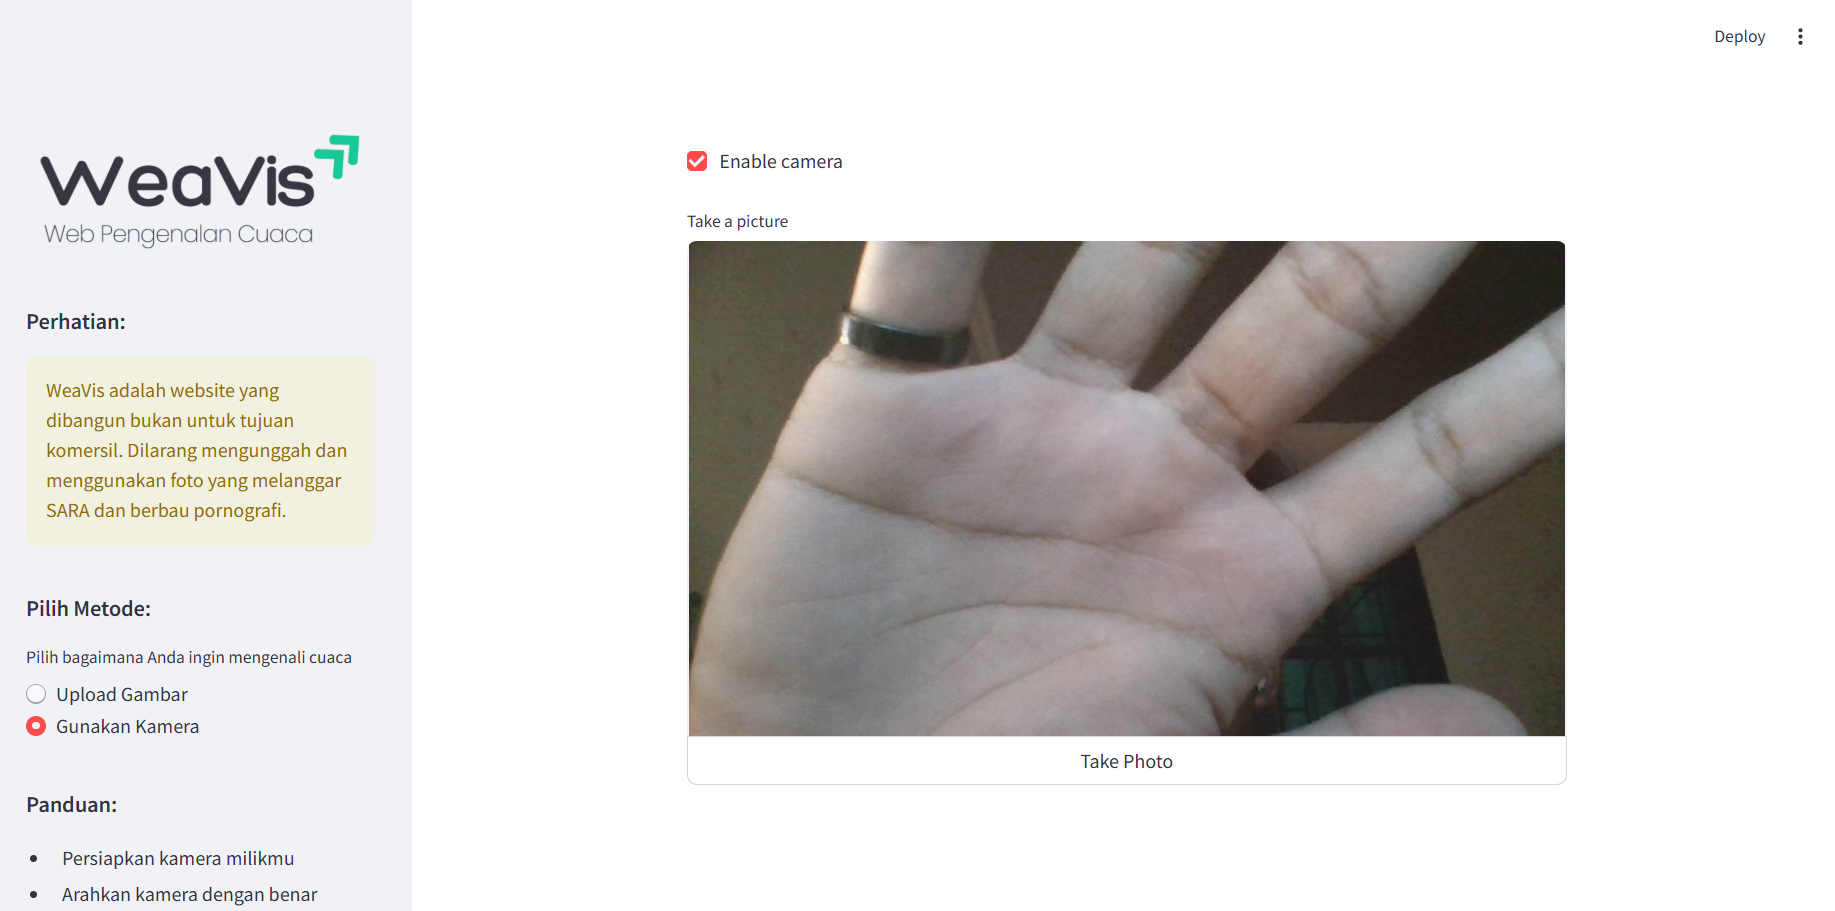 Deploy
WeaVis
Web Pengenalan Cuaca
Perhatian:
WeaVis adalah website yang
dibangun bukan untuk tujuan
komersil. Dilarang mengunggah dan
menggunakan foto yang melanggar
SARA dan berbau pornografi.
Pilih Metode:
Pilih bagaimana Anda ingin mengenali cuaca
Upload Gambar
Gunakan Kamera
Panduan:
Persiapkan kamera milikmu
Arahkan kamera dengan benar
Enable camera
Take a picture
Take Photo